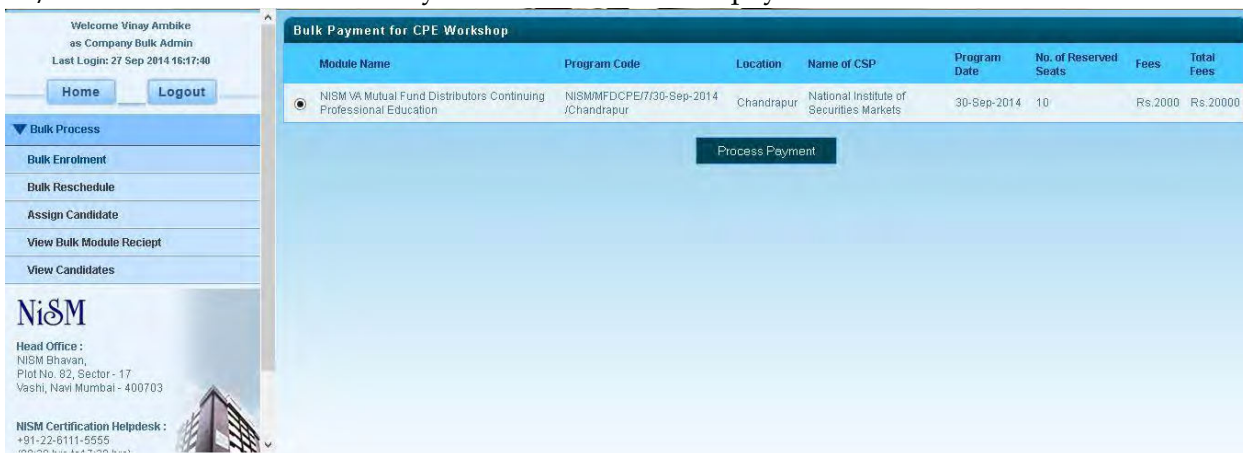 Welcome Vinay Ambike
as Company Bulk Admin
Last Login: 27 Sep 2014 16:17:40
Home Logout
Bulk Process
Bulk Enrolment
Bulk Reschedule
Assign Candidate
View Bulk Module Reciept
View Candidates
NiSM
Head Office :
NISM Bhavan,
Plot No. 82, Sector - 17
Vashi, Navi Mumbai - 400703
NISM Certification Helpdesk :
+91-22-6111-5555
Bulk Payment for CPE Workshop
Module Name Program Code Location Name of CSP Program Date No. of Reserved Seats Fees Total Fees
NISM VA Mutual Fund Distributors Continuing NISM/MFDCPE/7/30-Sep-2014 Chandrapur National Institute of 30-Sep-2014 10 Rs.2000 Rs.20000
Professional Education /Chandrapur Securities Markets
Process Payment